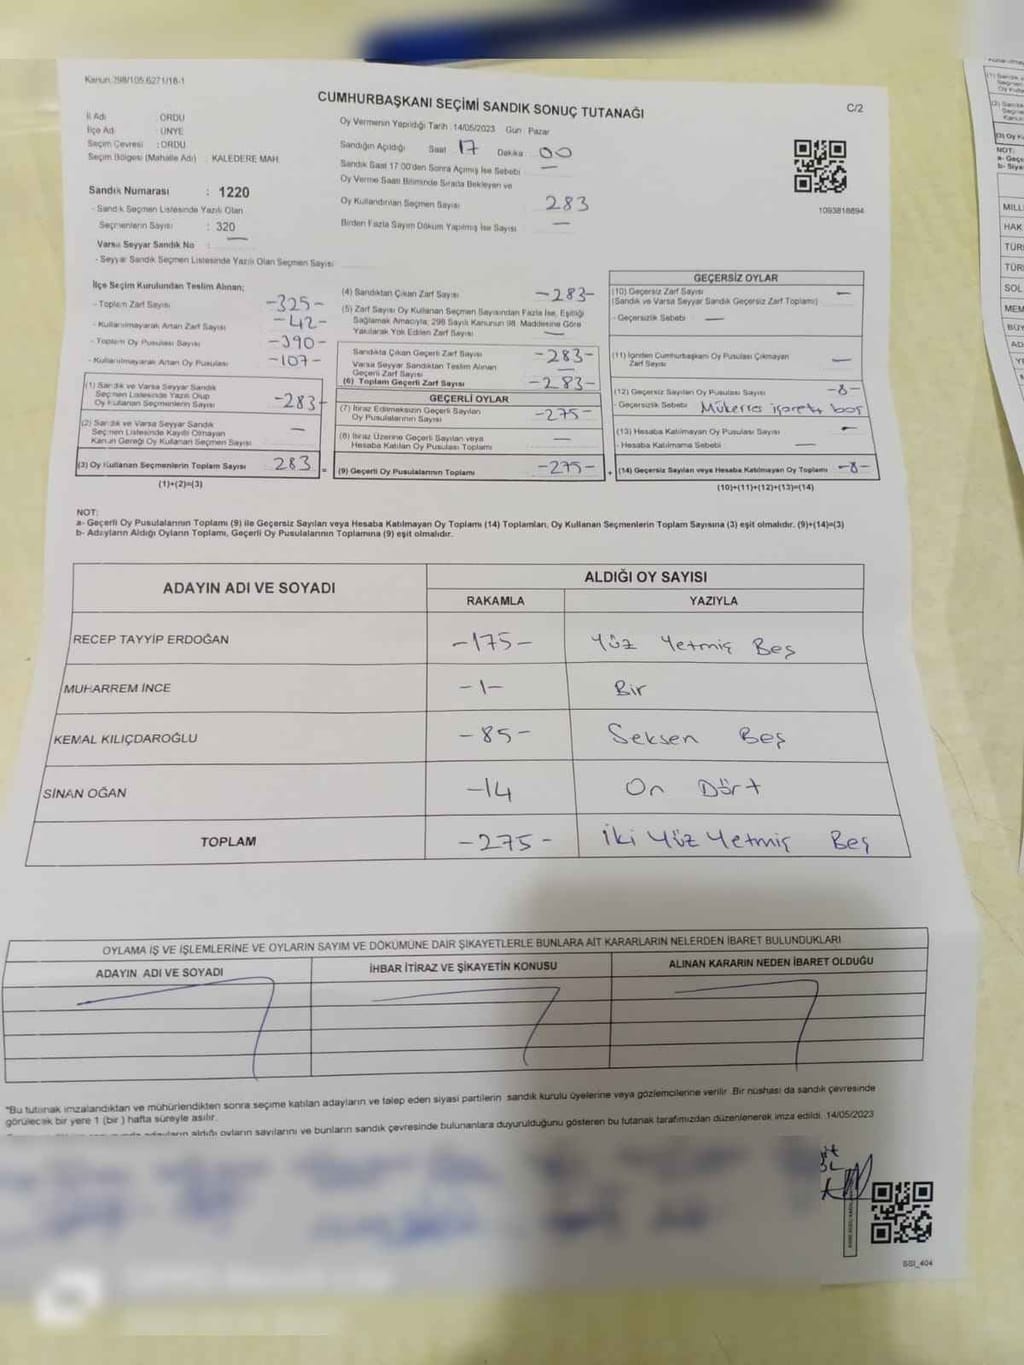 Kanun 298/105 6271/18-1
CUMHURBAŞKANI SEÇİMİ SANDIK SONUÇ TUTANAĞI
C/2
İl Adı : ORDU
İlçe Adı : ÜNYE
Seçim Çevresi : ORDU
Seçim Bölgesi (Mahalle Adı) : KALEDERE MAH.
Sandık Numarası : 1220
- Sandık Seçmen Listesinde Yazılı Olan
Seçmenlerin Sayısı : 320
Varsa Seyyar Sandık No : —
- Seyyar Sandık Seçmen Listesinde Yazılı Olan Seçmen Sayısı
Oy Vermenin Yapıldığı Tarih : 14/05/2023 Gün : Pazar
Sandığın Açıldığı Saat 17 Dakika 00
Sandık Saat 17:00'den Sonra Açmış İse Sebebi —
Oy Verme Saati Bitiminde Sırada Bekleyen ve
Oy Kullandırılan Seçmen Sayısı 283
Birden Fazla Sayım Döküm Yapılmış İse Sayısı —
1093818894
İlçe Seçim Kurulundan Teslim Alınan;
- Toplam Zarf Sayısı -325-
- Kullanılmayarak Artan Zarf Sayısı -42-
- Toplam Oy Pusulası Sayısı -390-
- Kullanılmayarak Artan Oy Pusulası -107-
(1) Sandık ve Varsa Seyyar Sandık
Seçmen Listesinde Yazılı Olup
Oy Kullanan Seçmenlerin Sayısı -283-
(2) Sandık ve Varsa Seyyar Sandık
Seçmen Listesinde Kayıtlı Olmayan
Kanun Gereği Oy Kullanan Seçmen Sayısı —
(3) Oy Kullanan Seçmenlerin Toplam Sayısı 283 =
(1)+(2)=(3)
(4) Sandıktan Çıkan Zarf Sayısı -283-
(5) Zarf Sayısı Oy Kullanan Seçmen Sayısından Fazla İse, Eşitliği
Sağlamak Amacıyla, 298 Sayılı Kanunun 98. Maddesine Göre
Yakılarak Yok Edilen Zarf Sayısı —
Sandıkta Çıkan Geçerli Zarf Sayısı -283-
Varsa Seyyar Sandıktan Teslim Alınan
Geçerli Zarf Sayısı —
(6) Toplam Geçerli Zarf Sayısı -283-
GEÇERLİ OYLAR
(7) İtiraz Edilmeksizin Geçerli Sayılan
Oy Pusulalarının Sayısı -275-
(8) İtiraz Üzerine Geçerli Sayılan veya
Hesaba Katılan Oy Pusulası Toplamı —
(9) Geçerli Oy Pusulalarının Toplamı -275- +
GEÇERSİZ OYLAR
(10) Geçersiz Zarf Sayısı —
(Sandık ve Varsa Seyyar Sandık Geçersiz Zarf Toplamı)
- Geçersizlik Sebebi : —
(11) İçinden Cumhurbaşkanı Oy Pusulası Çıkmayan
Zarf Sayısı —
(12) Geçersiz Sayılan Oy Pusulası Sayısı -8-
- Geçersizlik Sebebi : boş
(13) Hesaba Katılmayan Oy Pusulası Sayısı —
- Hesaba Katılmama Sebebi : —
(14) Geçersiz Sayılan veya Hesaba Katılmayan Oy Toplamı -8-
(10)+(11)+(12)+(13)=(14)
NOT:
a- Geçerli Oy Pusulalarının Toplamı (9) ile Geçersiz Sayılan veya Hesaba Katılmayan Oy Toplamı (14) Toplamları, Oy Kullanan Seçmenlerin Toplam Sayısına (3) eşit olmalıdır. (9)+(14)=(3)
b- Adayların Aldığı Oyların Toplamı, Geçerli Oy Pusulalarının Toplamına (9) eşit olmalıdır.
ADAYIN ADI VE SOYADI ALDIĞI OY SAYISI
RAKAMLA YAZIYLA
RECEP TAYYİP ERDOĞAN -175- Yüz Yetmiş Beş
MUHARREM İNCE -1- Bir
KEMAL KILIÇDAROĞLU -85- Seksen Beş
SİNAN OĞAN -14 On Dört
TOPLAM -275- İki Yüz Yetmiş Beş
OYLAMA İŞ VE İŞLEMLERİNE VE OYLARIN SAYIM VE DÖKÜMÜNE DAİR ŞİKAYETLERLE BUNLARA AİT KARARLARIN NELERDEN İBARET BULUNDUKLARI
ADAYIN ADI VE SOYADI İHBAR İTİRAZ VE ŞİKAYETİN KONUSU ALINAN KARARIN NEDEN İBARET OLDUĞU
"Bu tutanak imzalandıktan ve mühürlendikten sonra seçime katılan adayların ve talep eden siyasi partilerin sandık kurulu üyelerine veya gözlemcilerine verilir. Bir nüshası da sandık çevresinde
görülecek bir yere 1 (bir) hafta süreyle asılır.
adayların aldığı oyların sayılarını ve bunların sandık çevresinde bulunanlara duyurulduğunu gösteren bu tutanak tarafımızdan düzenlenerek imza edildi. 14/05/2023
SSI_404
NOT:
MİLL
HAK
TÜR
TÜR
SOL
MEM
BÜY
AD